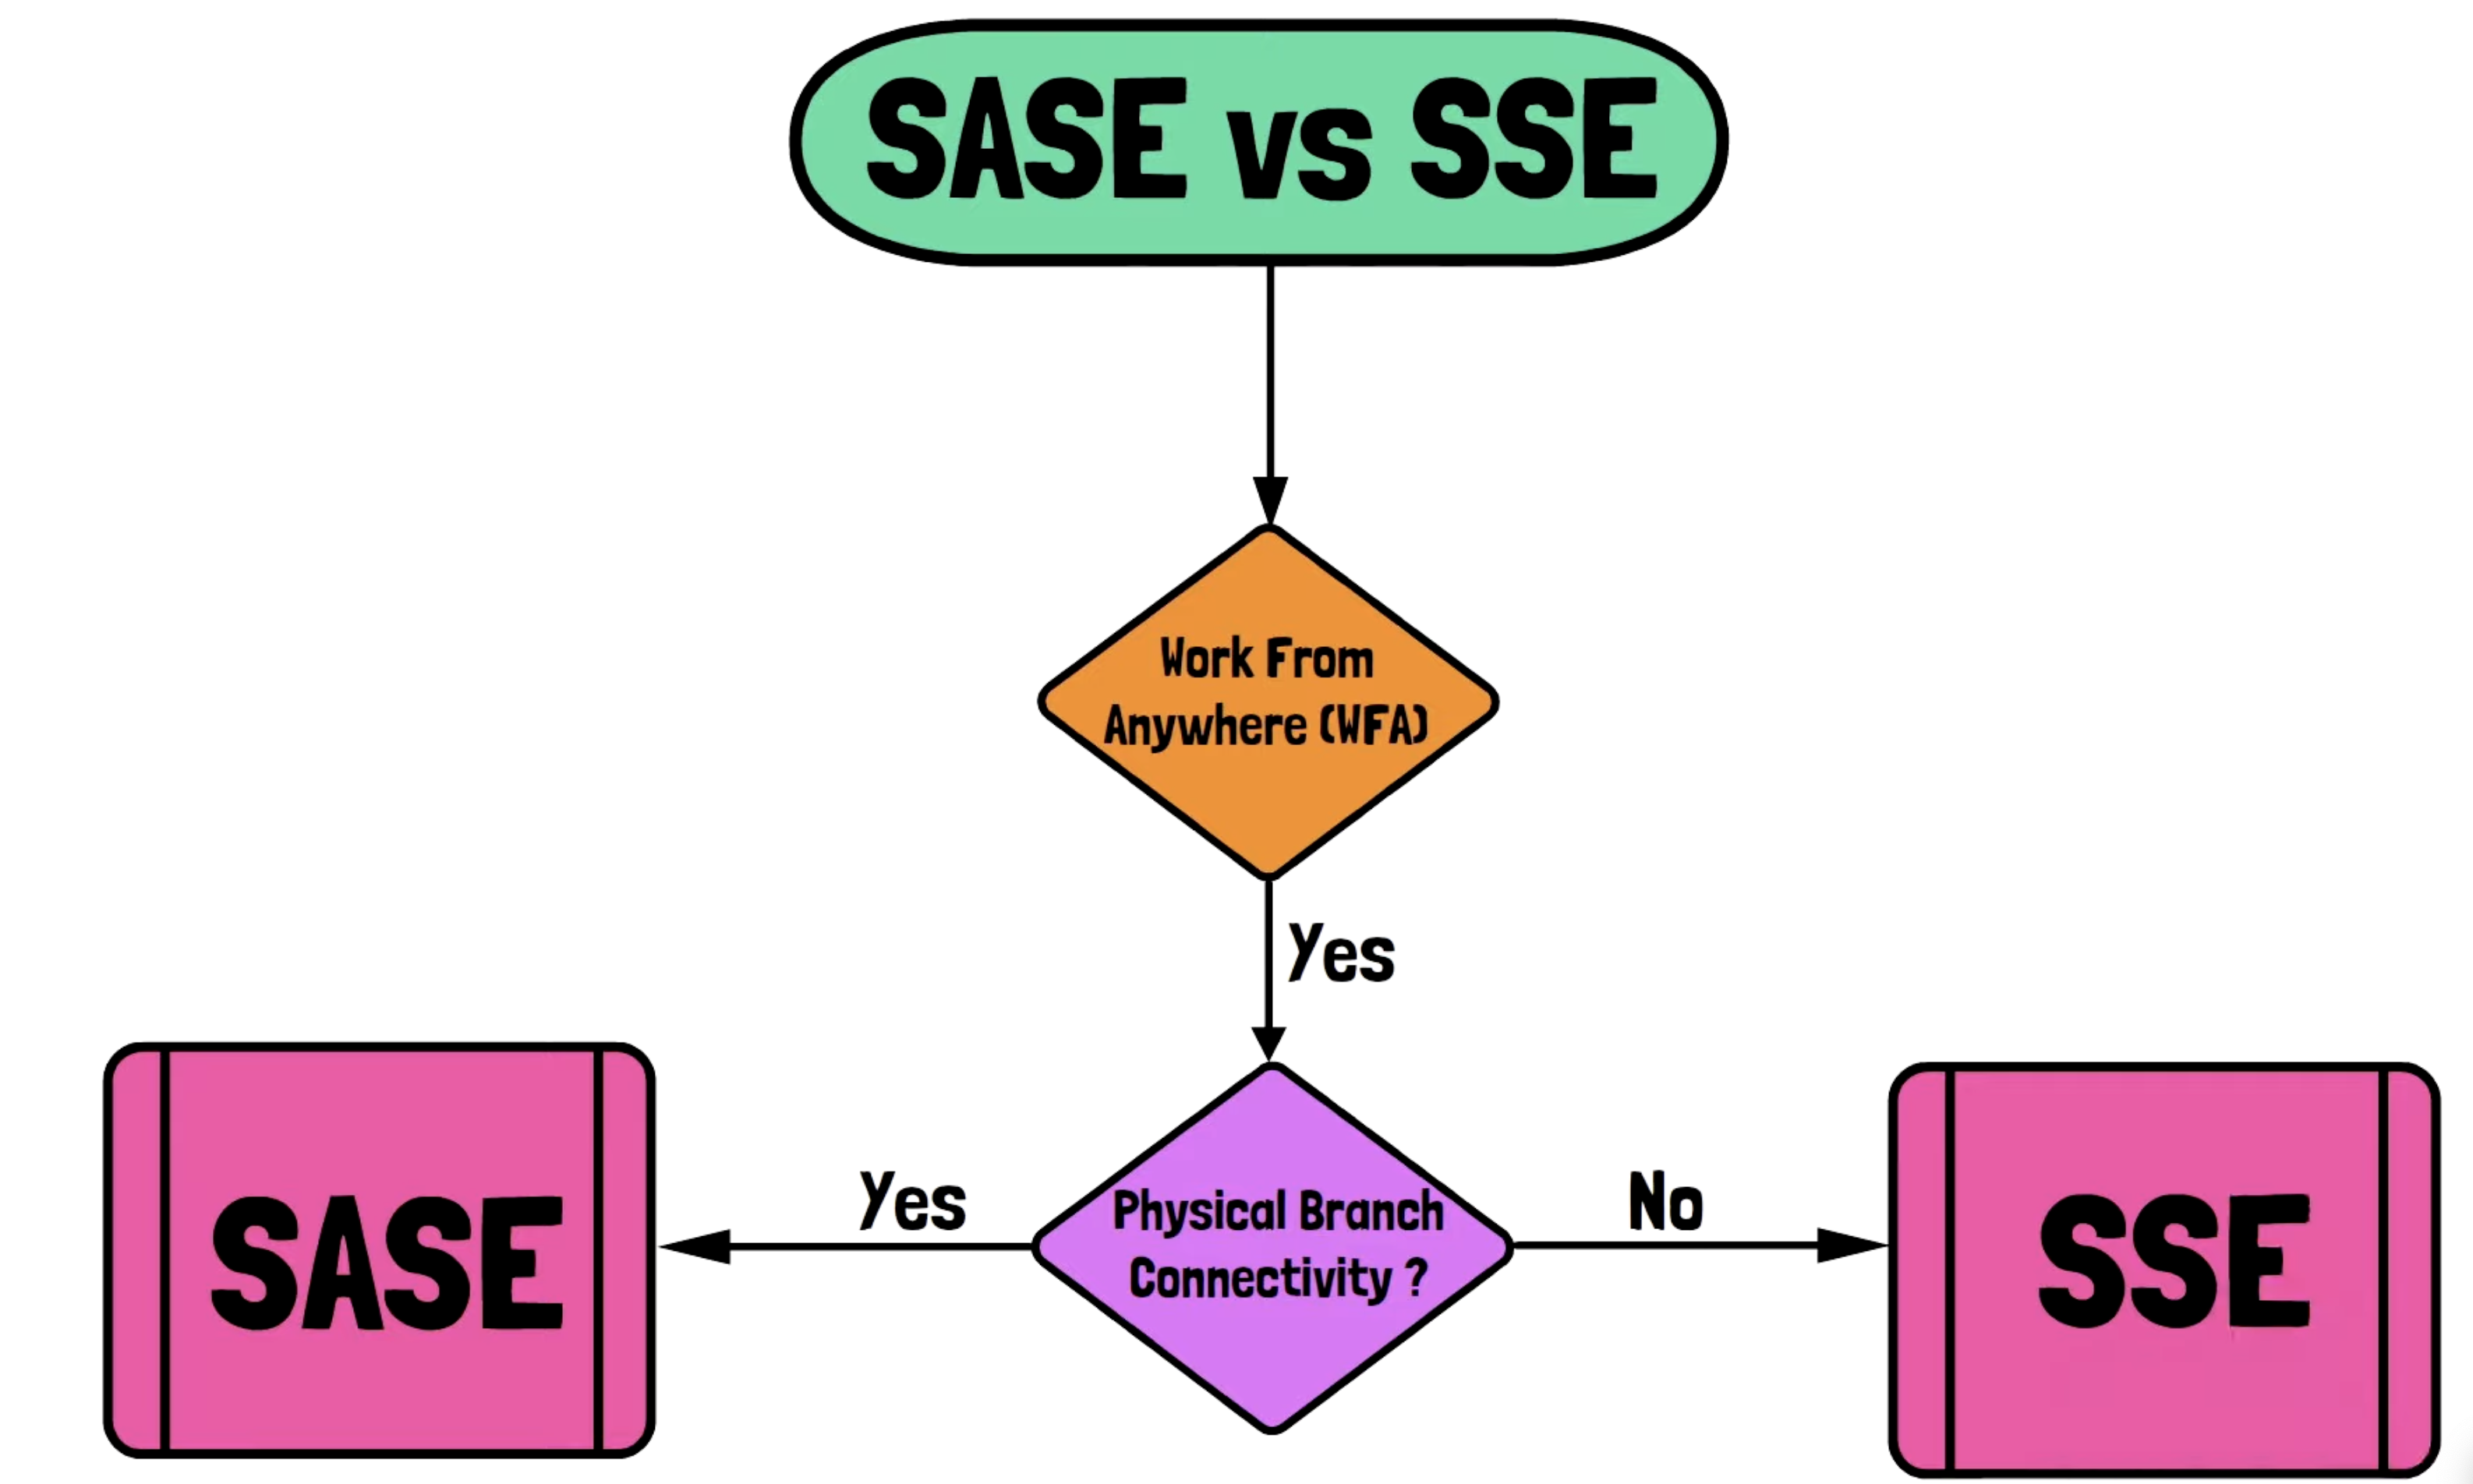 SASE vs SSE
Work From
Anywhere (WFA)
Yes
Yes
No
Physical Branch
Connectivity ?
SASE
SSE